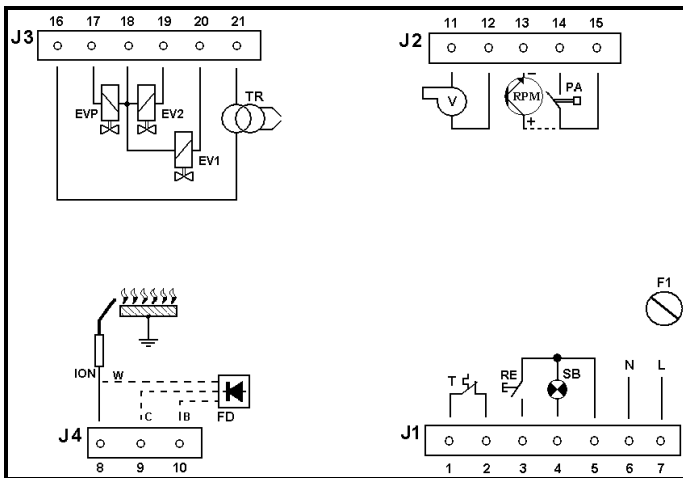 16 17 18 19 20 21
J3
EVP EV2 TR
EV1
11 12 13 14 15
J2
V RPM PA
−
+
F1
ION W
C B FD
J4
8 9 10
T RE SB N L
J1
1 2 3 4 5 6 7